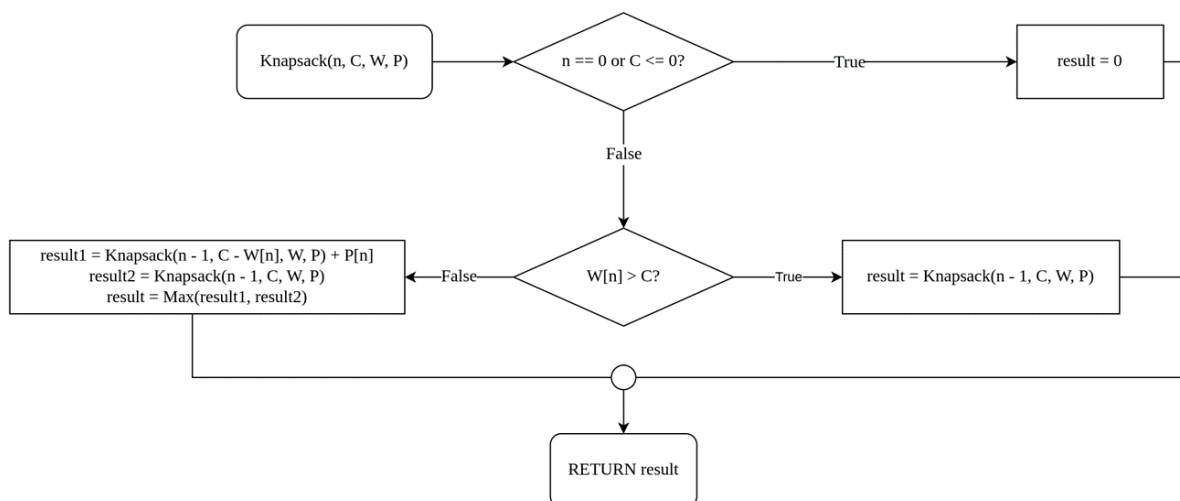 Knapsack(n, C, W, P)
n == 0 or C <= 0?
True
result = 0
False
result1 = Knapsack(n - 1, C - W[n], W, P) + P[n]
result2 = Knapsack(n - 1, C, W, P)
result = Max(result1, result2)
False
W[n] > C?
True
result = Knapsack(n - 1, C, W, P)
RETURN result